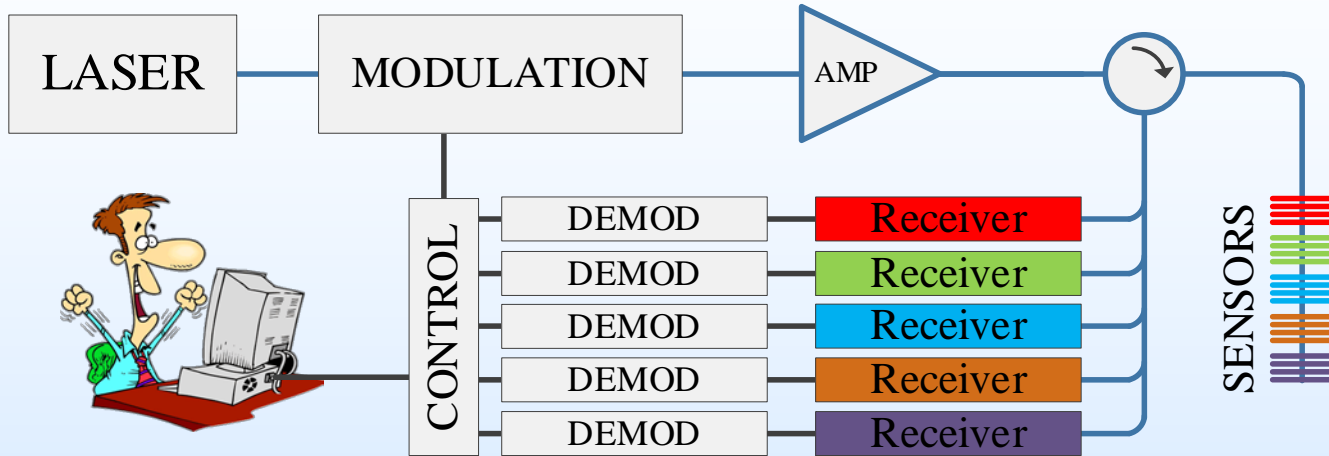 LASER
MODULATION
AMP
CONTROL
DEMOD
Receiver
DEMOD
Receiver
DEMOD
Receiver
DEMOD
Receiver
DEMOD
Receiver
SENSORS